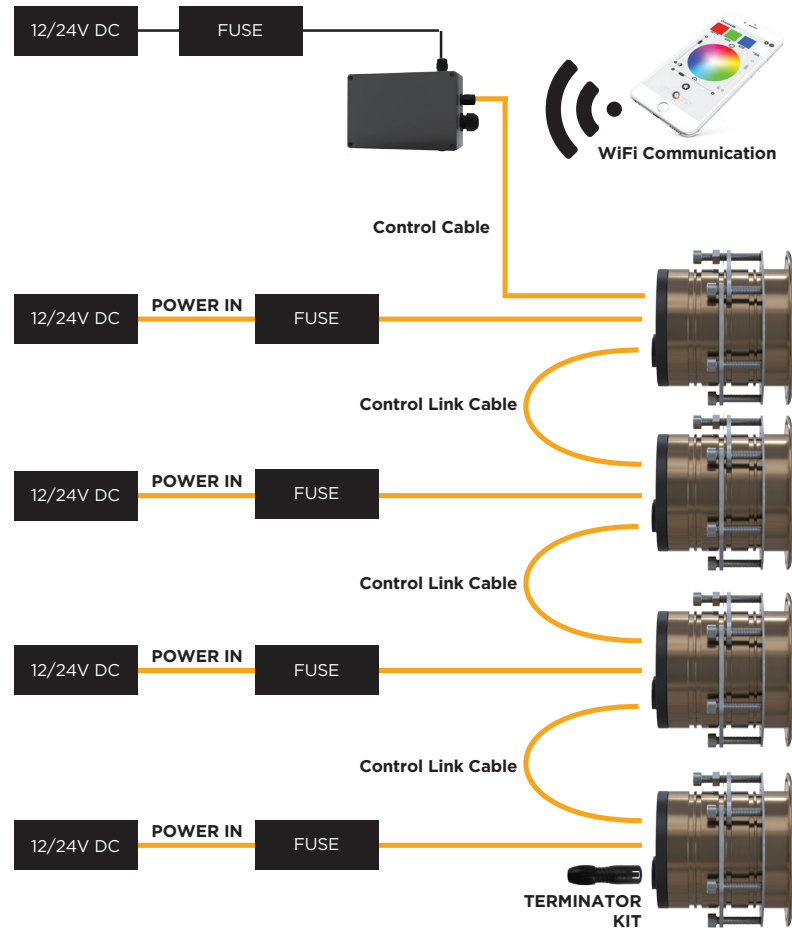 12/24V DC
FUSE
WiFi Communication
Control Cable
12/24V DC
POWER IN
FUSE
Control Link Cable
12/24V DC
POWER IN
FUSE
Control Link Cable
12/24V DC
POWER IN
FUSE
Control Link Cable
12/24V DC
POWER IN
FUSE
TERMINATOR
KIT